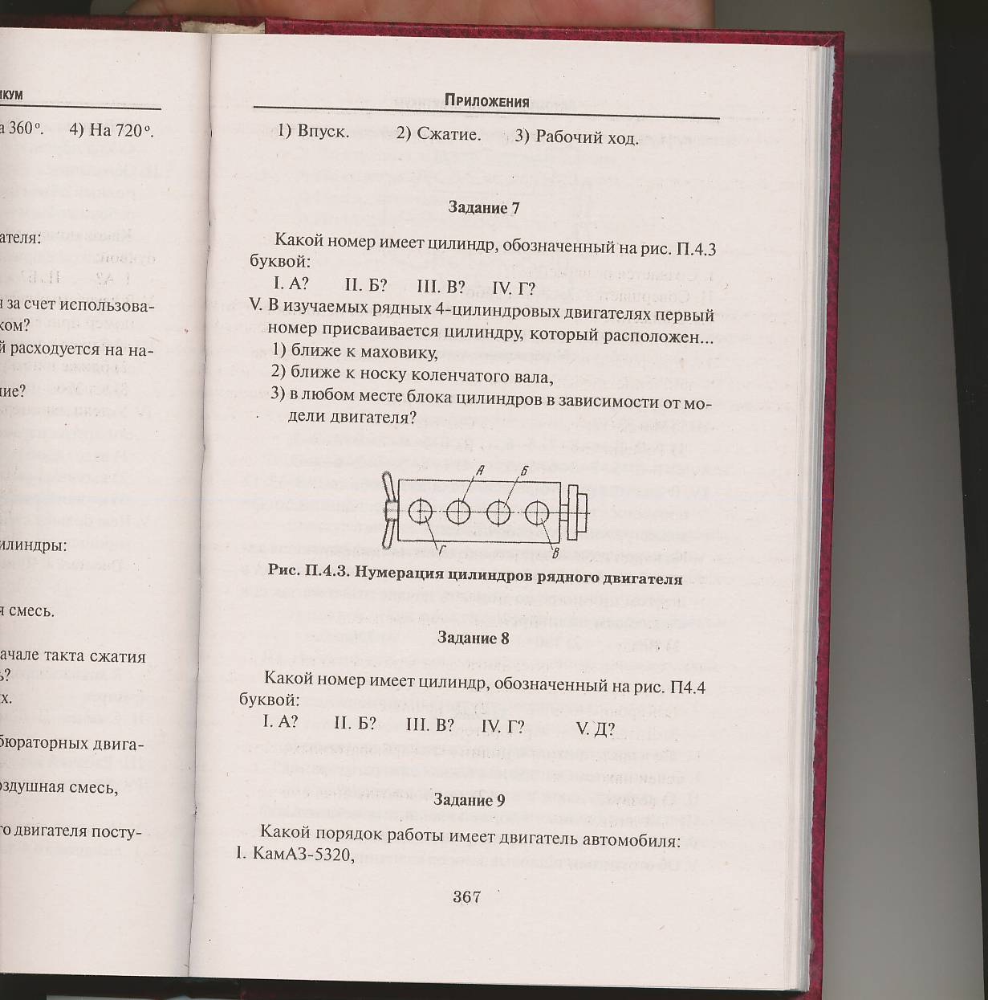 икум
а 360°. 4) На 720°.
ателя:
я за счет использова-
ком?
й расходуется на на-
ние?
илиндры:
я смесь.
ачале такта сжатия
ь?
х.
бюраторных двига-
оздушная смесь,
го двигателя посту-
Приложения
1) Впуск. 2) Сжатие. 3) Рабочий ход.
Задание 7
Какой номер имеет цилиндр, обозначенный на рис. П.4.3
буквой:
I. А? II. Б? III. В? IV. Г?
V. В изучаемых рядных 4-цилиндровых двигателях первый
номер присваивается цилиндру, который расположен...
1) ближе к маховику,
2) ближе к носку коленчатого вала,
3) в любом месте блока цилиндров в зависимости от мо-
дели двигателя?
А Б
Г В
Рис. П.4.3. Нумерация цилиндров рядного двигателя
Задание 8
Какой номер имеет цилиндр, обозначенный на рис. П4.4
буквой:
I. А? II. Б? III. В? IV. Г? V. Д?
Задание 9
Какой порядок работы имеет двигатель автомобиля:
I. КамАЗ-5320,
367